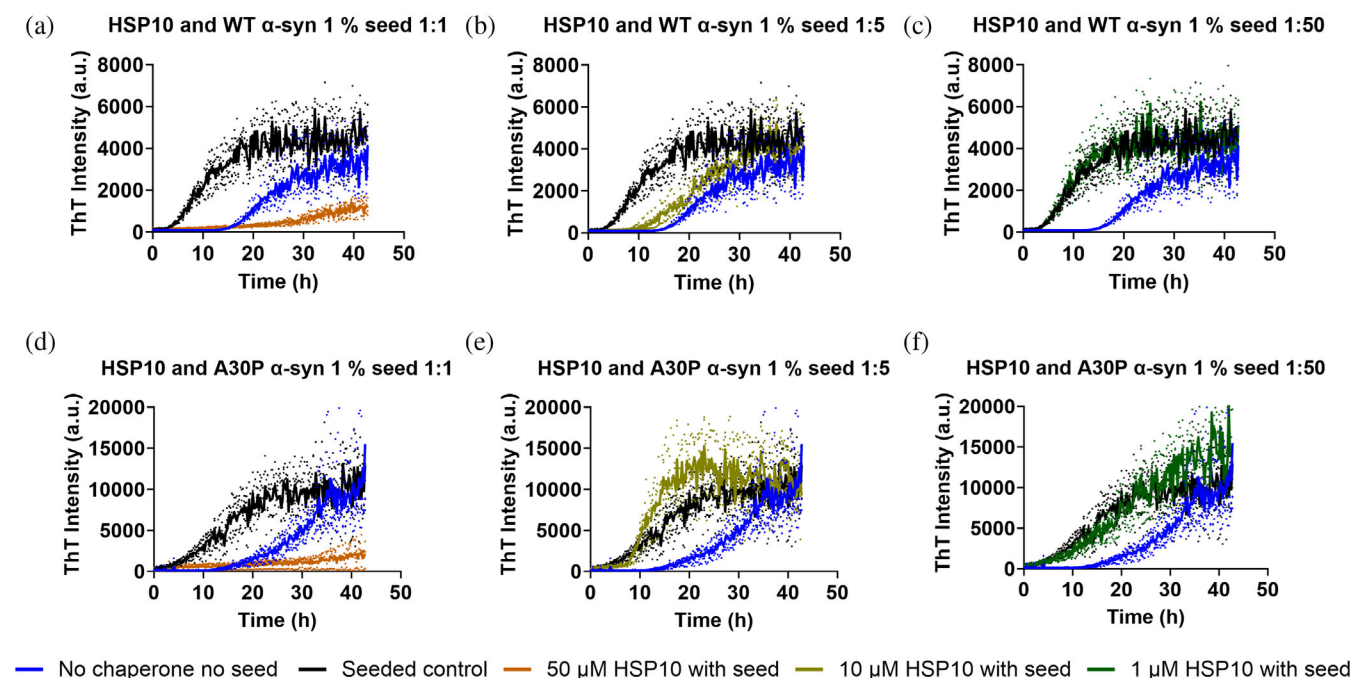 (a) HSP10 and WT α-syn 1 % seed 1:1
ThT Intensity (a.u.)
8000
6000
4000
2000
0
0 10 20 30 40 50
Time (h)
(b) HSP10 and WT α-syn 1 % seed 1:5
ThT Intensity (a.u.)
8000
6000
4000
2000
0
0 10 20 30 40 50
Time (h)
(c) HSP10 and WT α-syn 1 % seed 1:50
ThT Intensity (a.u.)
8000
6000
4000
2000
0
0 10 20 30 40 50
Time (h)
(d) HSP10 and A30P α-syn 1 % seed 1:1
ThT Intensity (a.u.)
20000
15000
10000
5000
0
0 10 20 30 40 50
Time (h)
(e) HSP10 and A30P α-syn 1 % seed 1:5
ThT Intensity (a.u.)
20000
15000
10000
5000
0
0 10 20 30 40 50
Time (h)
(f) HSP10 and A30P α-syn 1 % seed 1:50
ThT Intensity (a.u.)
20000
15000
10000
5000
0
0 10 20 30 40 50
Time (h)
No chaperone no seed Seeded control 50 µM HSP10 with seed 10 µM HSP10 with seed 1 µM HSP10 with seed